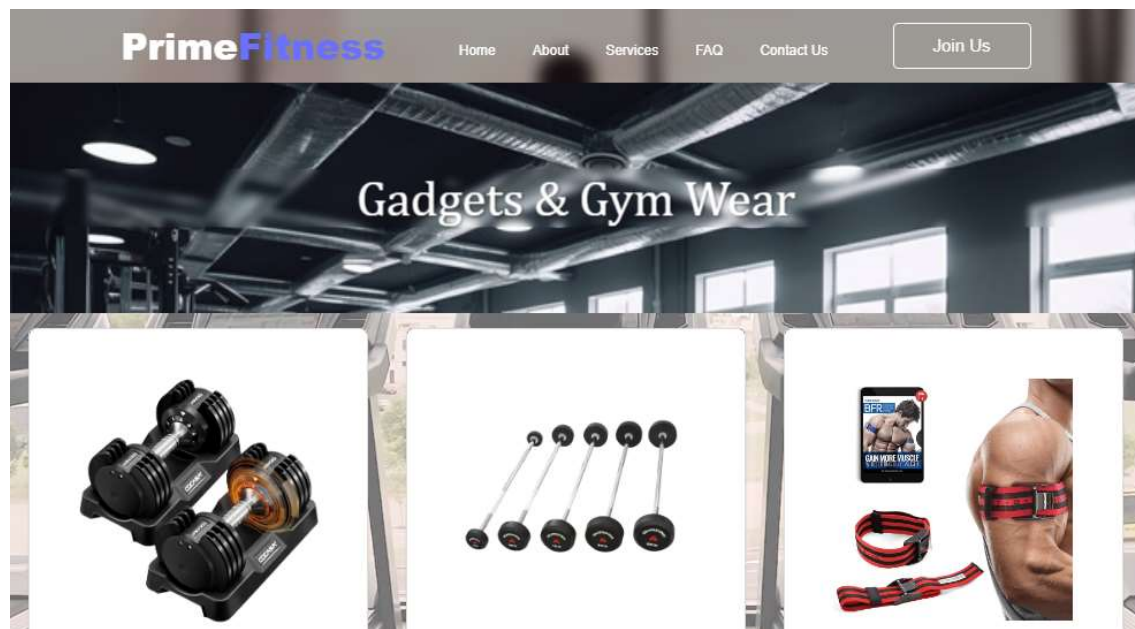 PrimeFitness
Home About Services FAQ Contact Us
Join Us
Gadgets & Gym Wear
BFR
GAIN MORE MUSCLE